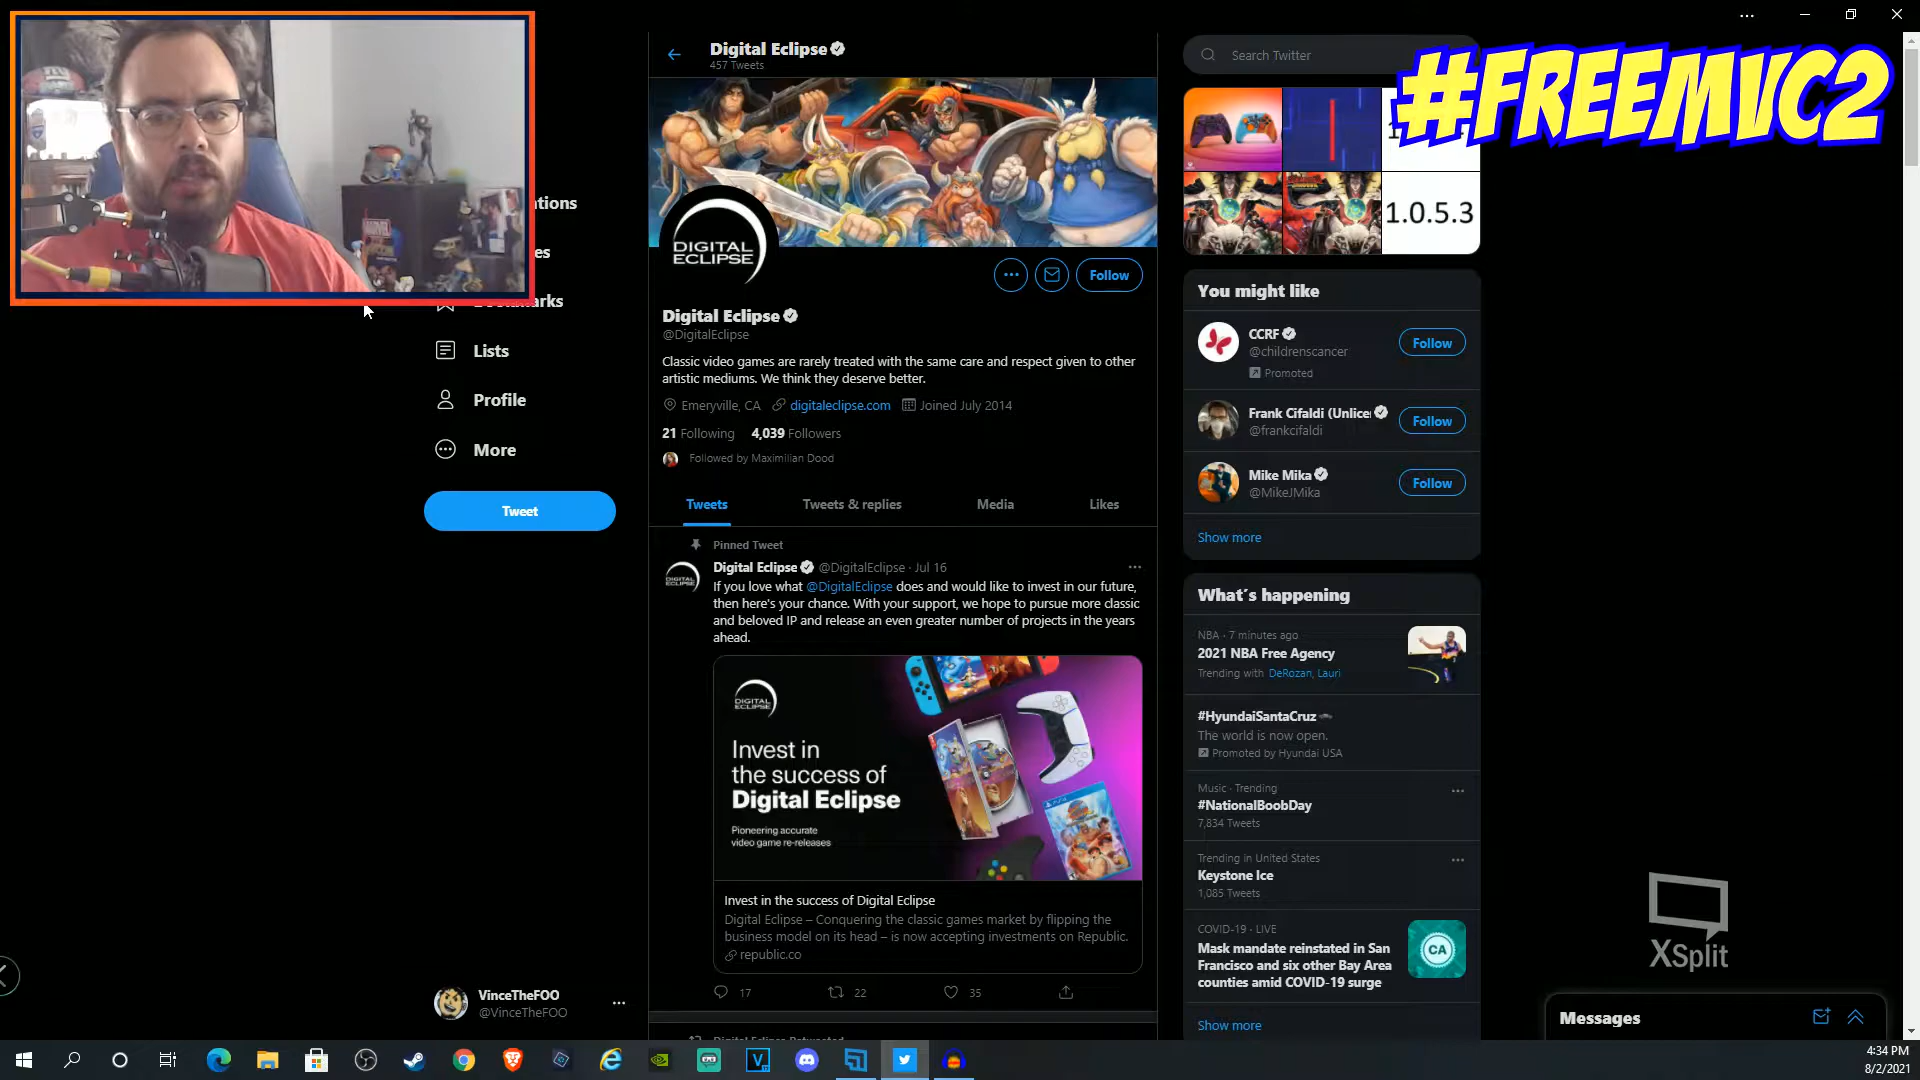 Digital Eclipse
457 Tweets
Search Twitter
#FREEMVC2
1.0.5.3
DIGITAL
ECLIPSE
Follow
tions
es
Bookmarks
Lists
Profile
More
Tweet
Digital Eclipse
@DigitalEclipse
Classic video games are rarely treated with the same care and respect given to other
artistic mediums. We think they deserve better.
Emeryville, CA digitaleclipse.com Joined July 2014
21 Following 4,039 Followers
Followed by Maximilian Dood
Tweets Tweets & replies Media Likes
Pinned Tweet
Digital Eclipse @DigitalEclipse · Jul 16
If you love what @DigitalEclipse does and would like to invest in our future,
then here's your chance. With your support, we hope to pursue more classic
and beloved IP and release an even greater number of projects in the years
ahead.
DIGITAL
ECLIPSE
Invest in
the success of
Digital Eclipse
Pioneering accurate
video game re-releases
Invest in the success of Digital Eclipse
Digital Eclipse – Conquering the classic games market by flipping the
business model on its head – is now accepting investments on Republic.
republic.co
17 22 35
Digital Eclipse Retweeted
You might like
CCRF
@childrenscancer
Promoted
Follow
Frank Cifaldi (Unlice
@frankcifaldi
Follow
Mike Mika
@MikeJMika
Follow
Show more
What's happening
NBA · 7 minutes ago
2021 NBA Free Agency
Trending with DeRozan, Lauri
#HyundaiSantaCruz
The world is now open.
Promoted by Hyundai USA
Music · Trending
#NationalBoobDay
7,834 Tweets
Trending in United States
Keystone Ice
1,085 Tweets
COVID-19 · LIVE
Mask mandate reinstated in San
Francisco and six other Bay Area
counties amid COVID-19 surge
CA
Show more
VinceTheFOO
@VinceTheFOO
XSplit
Messages
4:34 PM
8/2/2021